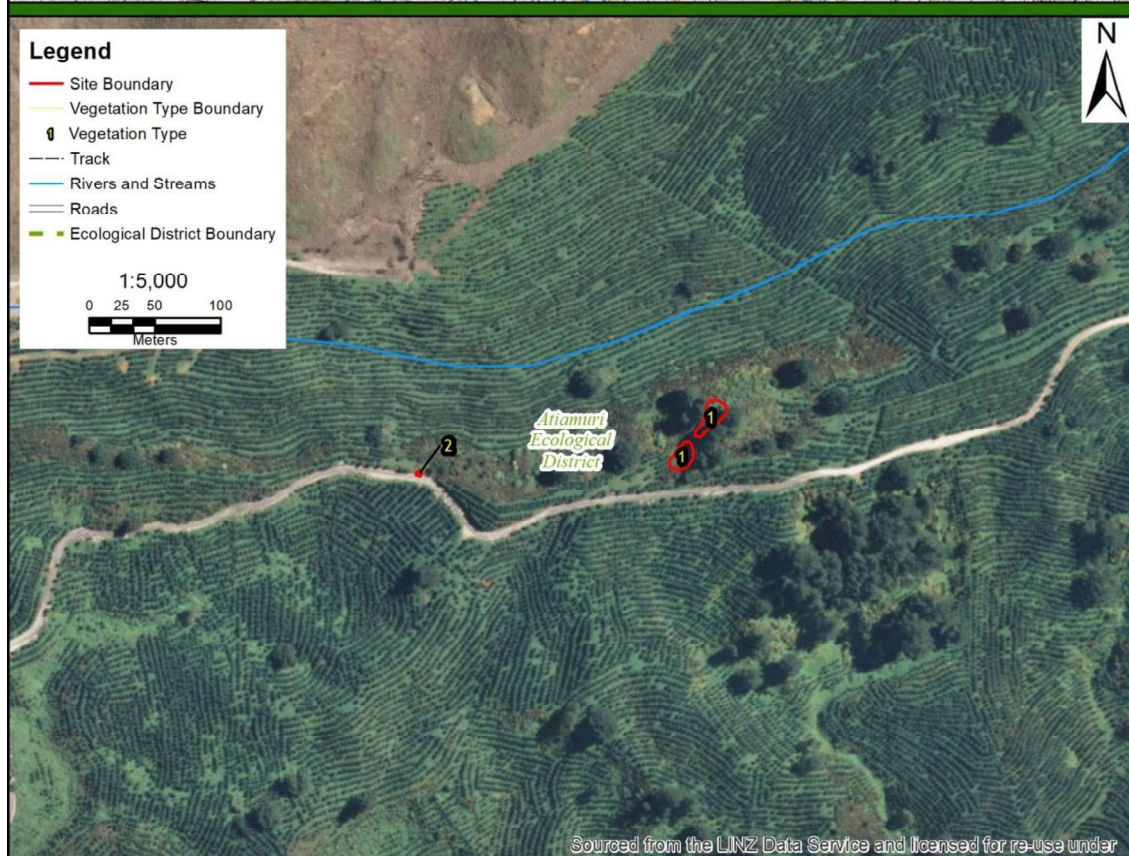 Legend
Site Boundary
Vegetation Type Boundary
1 Vegetation Type
Track
Rivers and Streams
Roads
Ecological District Boundary
1:5,000
0 25 50 100
Meters
N
1
Atiamuri
Ecological
District
2
1
Sourced from the LINZ Data Service and licensed for re-use under